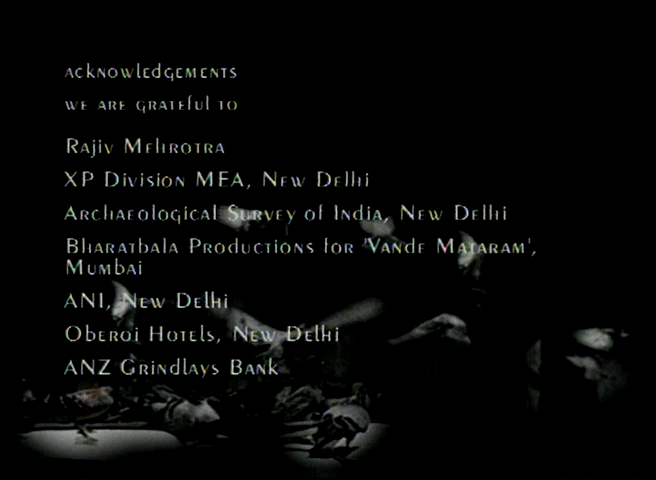 acknowledgements
we are grateful to
Rajiv Mehrotra
XP Division MEA, New Delhi
Archaeological Survey of India, New Delhi
Bharatbala Productions for 'Vande Mataram',
Mumbai
ANI, New Delhi
Oberoi Hotels, New Delhi
ANZ Grindlays Bank